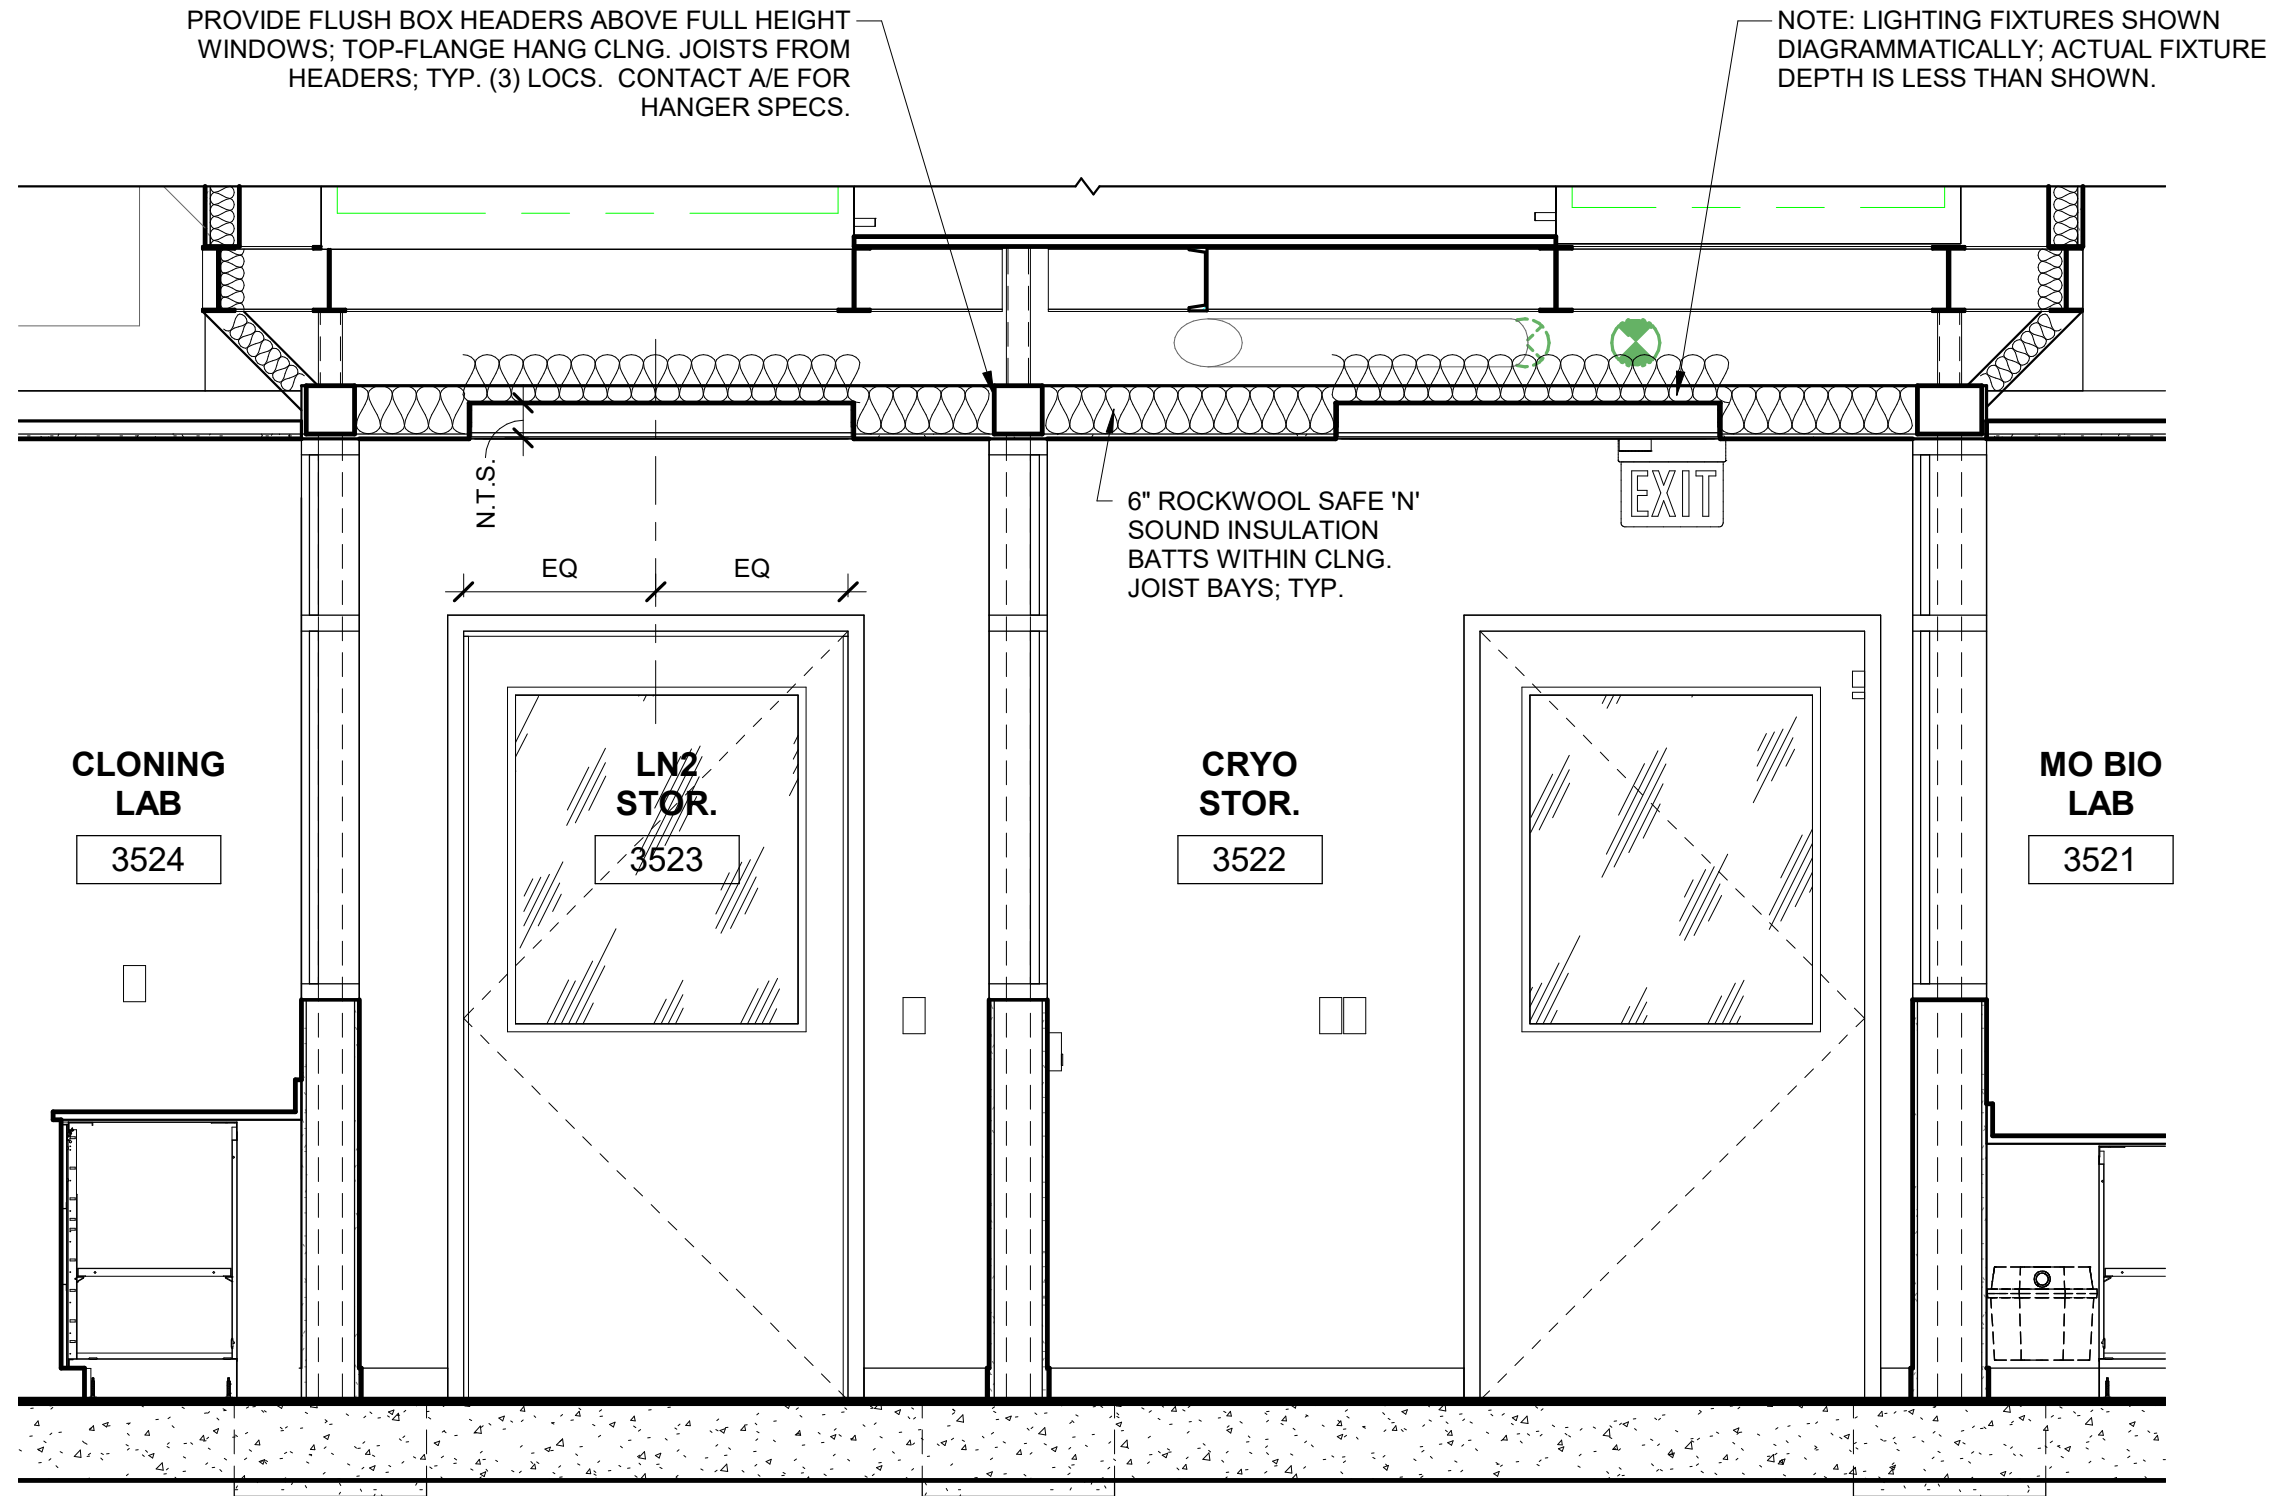 PROVIDE FLUSH BOX HEADERS ABOVE FULL HEIGHT
WINDOWS; TOP-FLANGE HANG CLNG. JOISTS FROM
HEADERS; TYP. (3) LOCS.  CONTACT A/E FOR
HANGER SPECS.
NOTE: LIGHTING FIXTURES SHOWN
DIAGRAMMATICALLY; ACTUAL FIXTURE
DEPTH IS LESS THAN SHOWN.
N.T.S.
6" ROCKWOOL SAFE 'N'
SOUND INSULATION
BATTS WITHIN CLNG.
JOIST BAYS; TYP.
EXIT
EQ
EQ
CLONING
LAB
3524
LN2
STOR.
3523
CRYO
STOR.
3522
MO BIO
LAB
3521